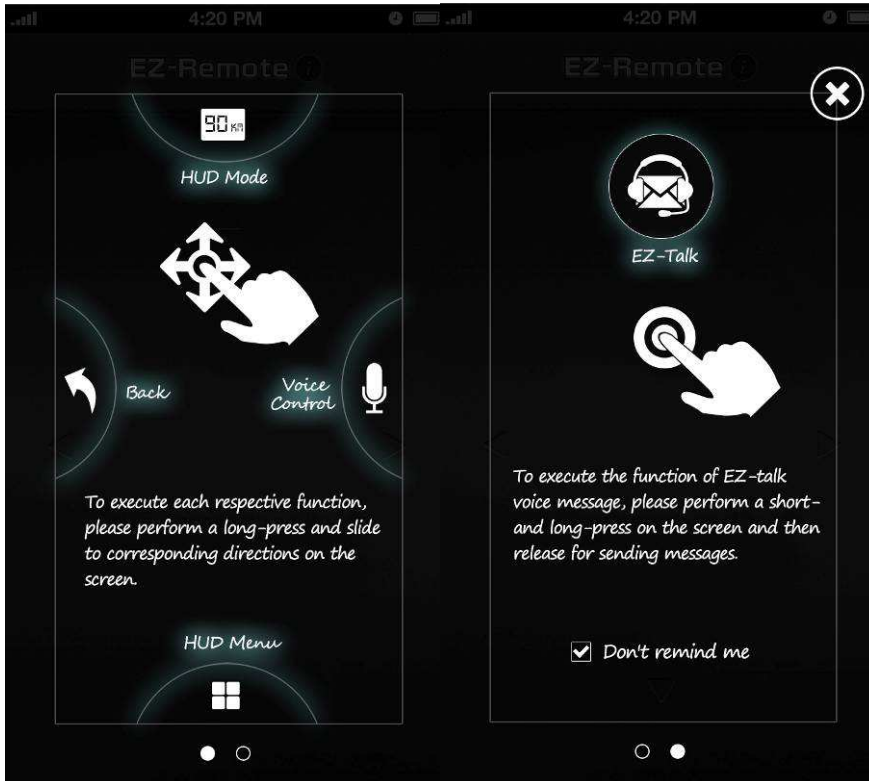 4:20 PM
EZ-Remote
90 KM
HUD Mode
Back
Voice
Control
To execute each respective function,
please perform a long-press and slide
to corresponding directions on the
screen.
HUD Menu
4:20 PM
EZ-Remote
EZ-Talk
To execute the function of EZ-talk
voice message, please perform a short-
and long-press on the screen and then
release for sending messages.
Don't remind me